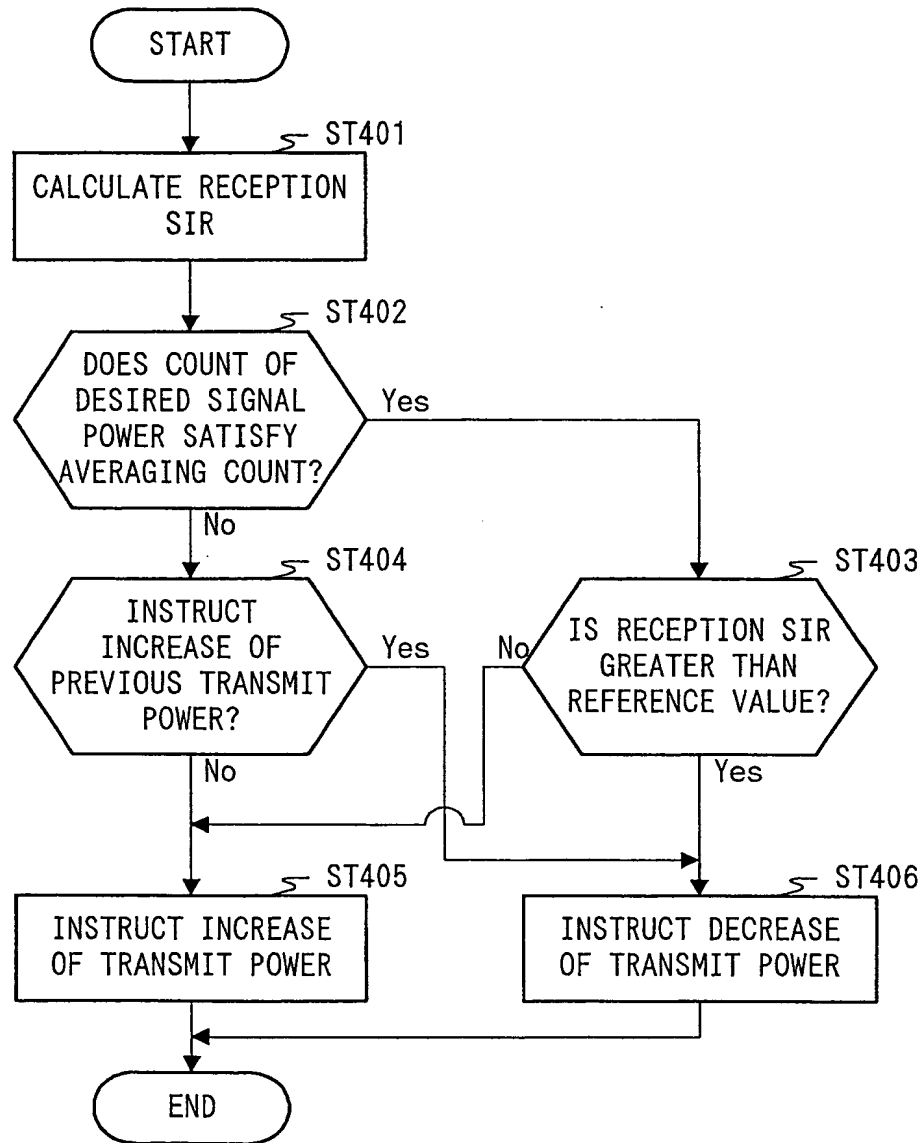 START
ST401
CALCULATE RECEPTION
SIR
ST402
DOES COUNT OF
DESIRED SIGNAL
POWER SATISFY
AVERAGING COUNT?
Yes
No
ST404
INSTRUCT
INCREASE OF
PREVIOUS TRANSMIT
POWER?
Yes
No
ST403
IS RECEPTION SIR
GREATER THAN
REFERENCE VALUE?
No
Yes
ST405
INSTRUCT INCREASE
OF TRANSMIT POWER
ST406
INSTRUCT DECREASE
OF TRANSMIT POWER
END